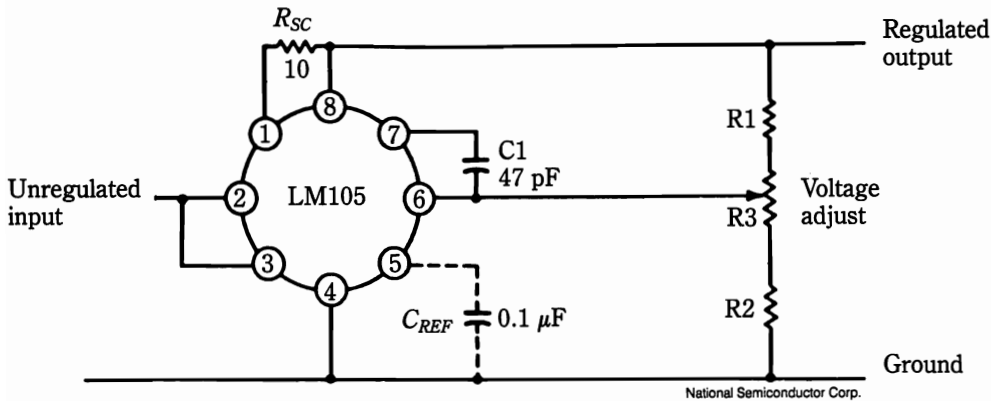 R_SC
10
Regulated
output
8
1
7
R1
C1
47 pF
Unregulated
input
2
LM105
6
Voltage
adjust
R3
3
5
4
C_REF
0.1 µF
R2
Ground
National Semiconductor Corp.